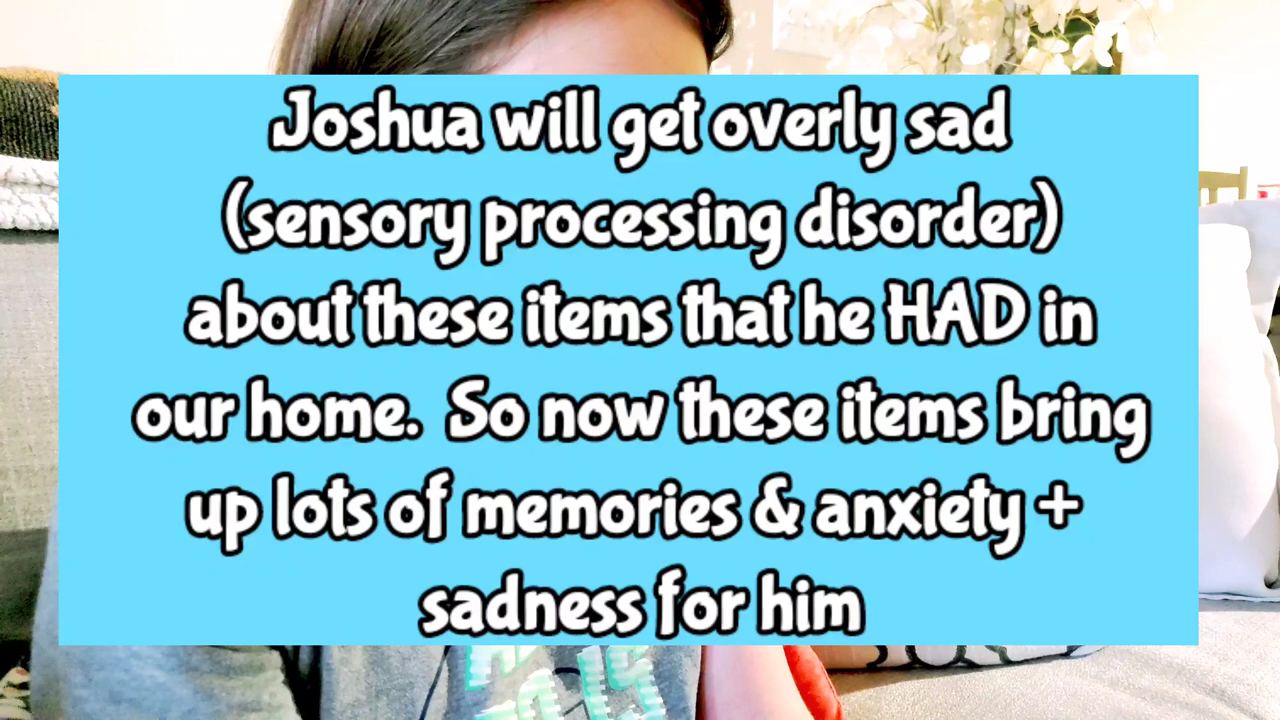 Joshua will get overly sad
(sensory processing disorder)
about these items that he HAD in
our home.  So now these items bring
up lots of memories & anxiety +
sadness for him